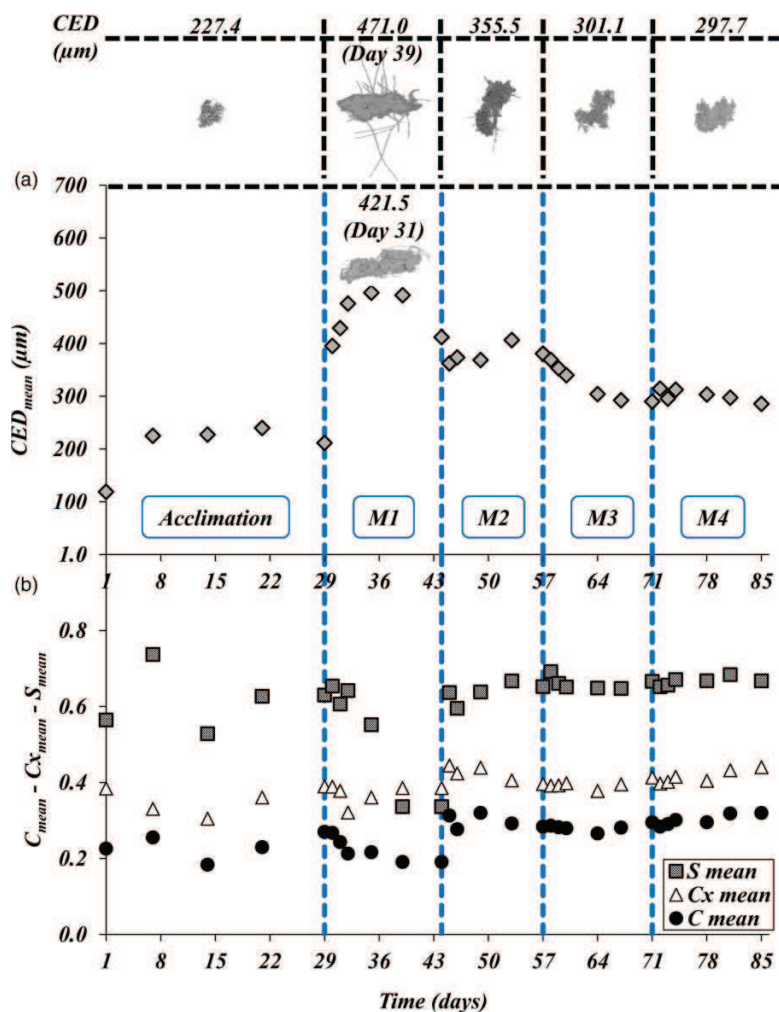 CED 227.4 471.0 355.5 301.1 297.7
(µm) (Day 39)
(a)
700
421.5
600
(Day 31)
500
400
CEDmean (µm)
300
200
100
Acclimation M1 M2 M3 M4
1.0
1 8 15 22 29 36 43 50 57 64 71 78 85
(b)
0.8
0.6
Cmean - Cxmean - Smean
0.4
0.2
S mean
Cx mean
C mean
0.0
1 8 15 22 29 36 43 50 57 64 71 78 85
Time (days)